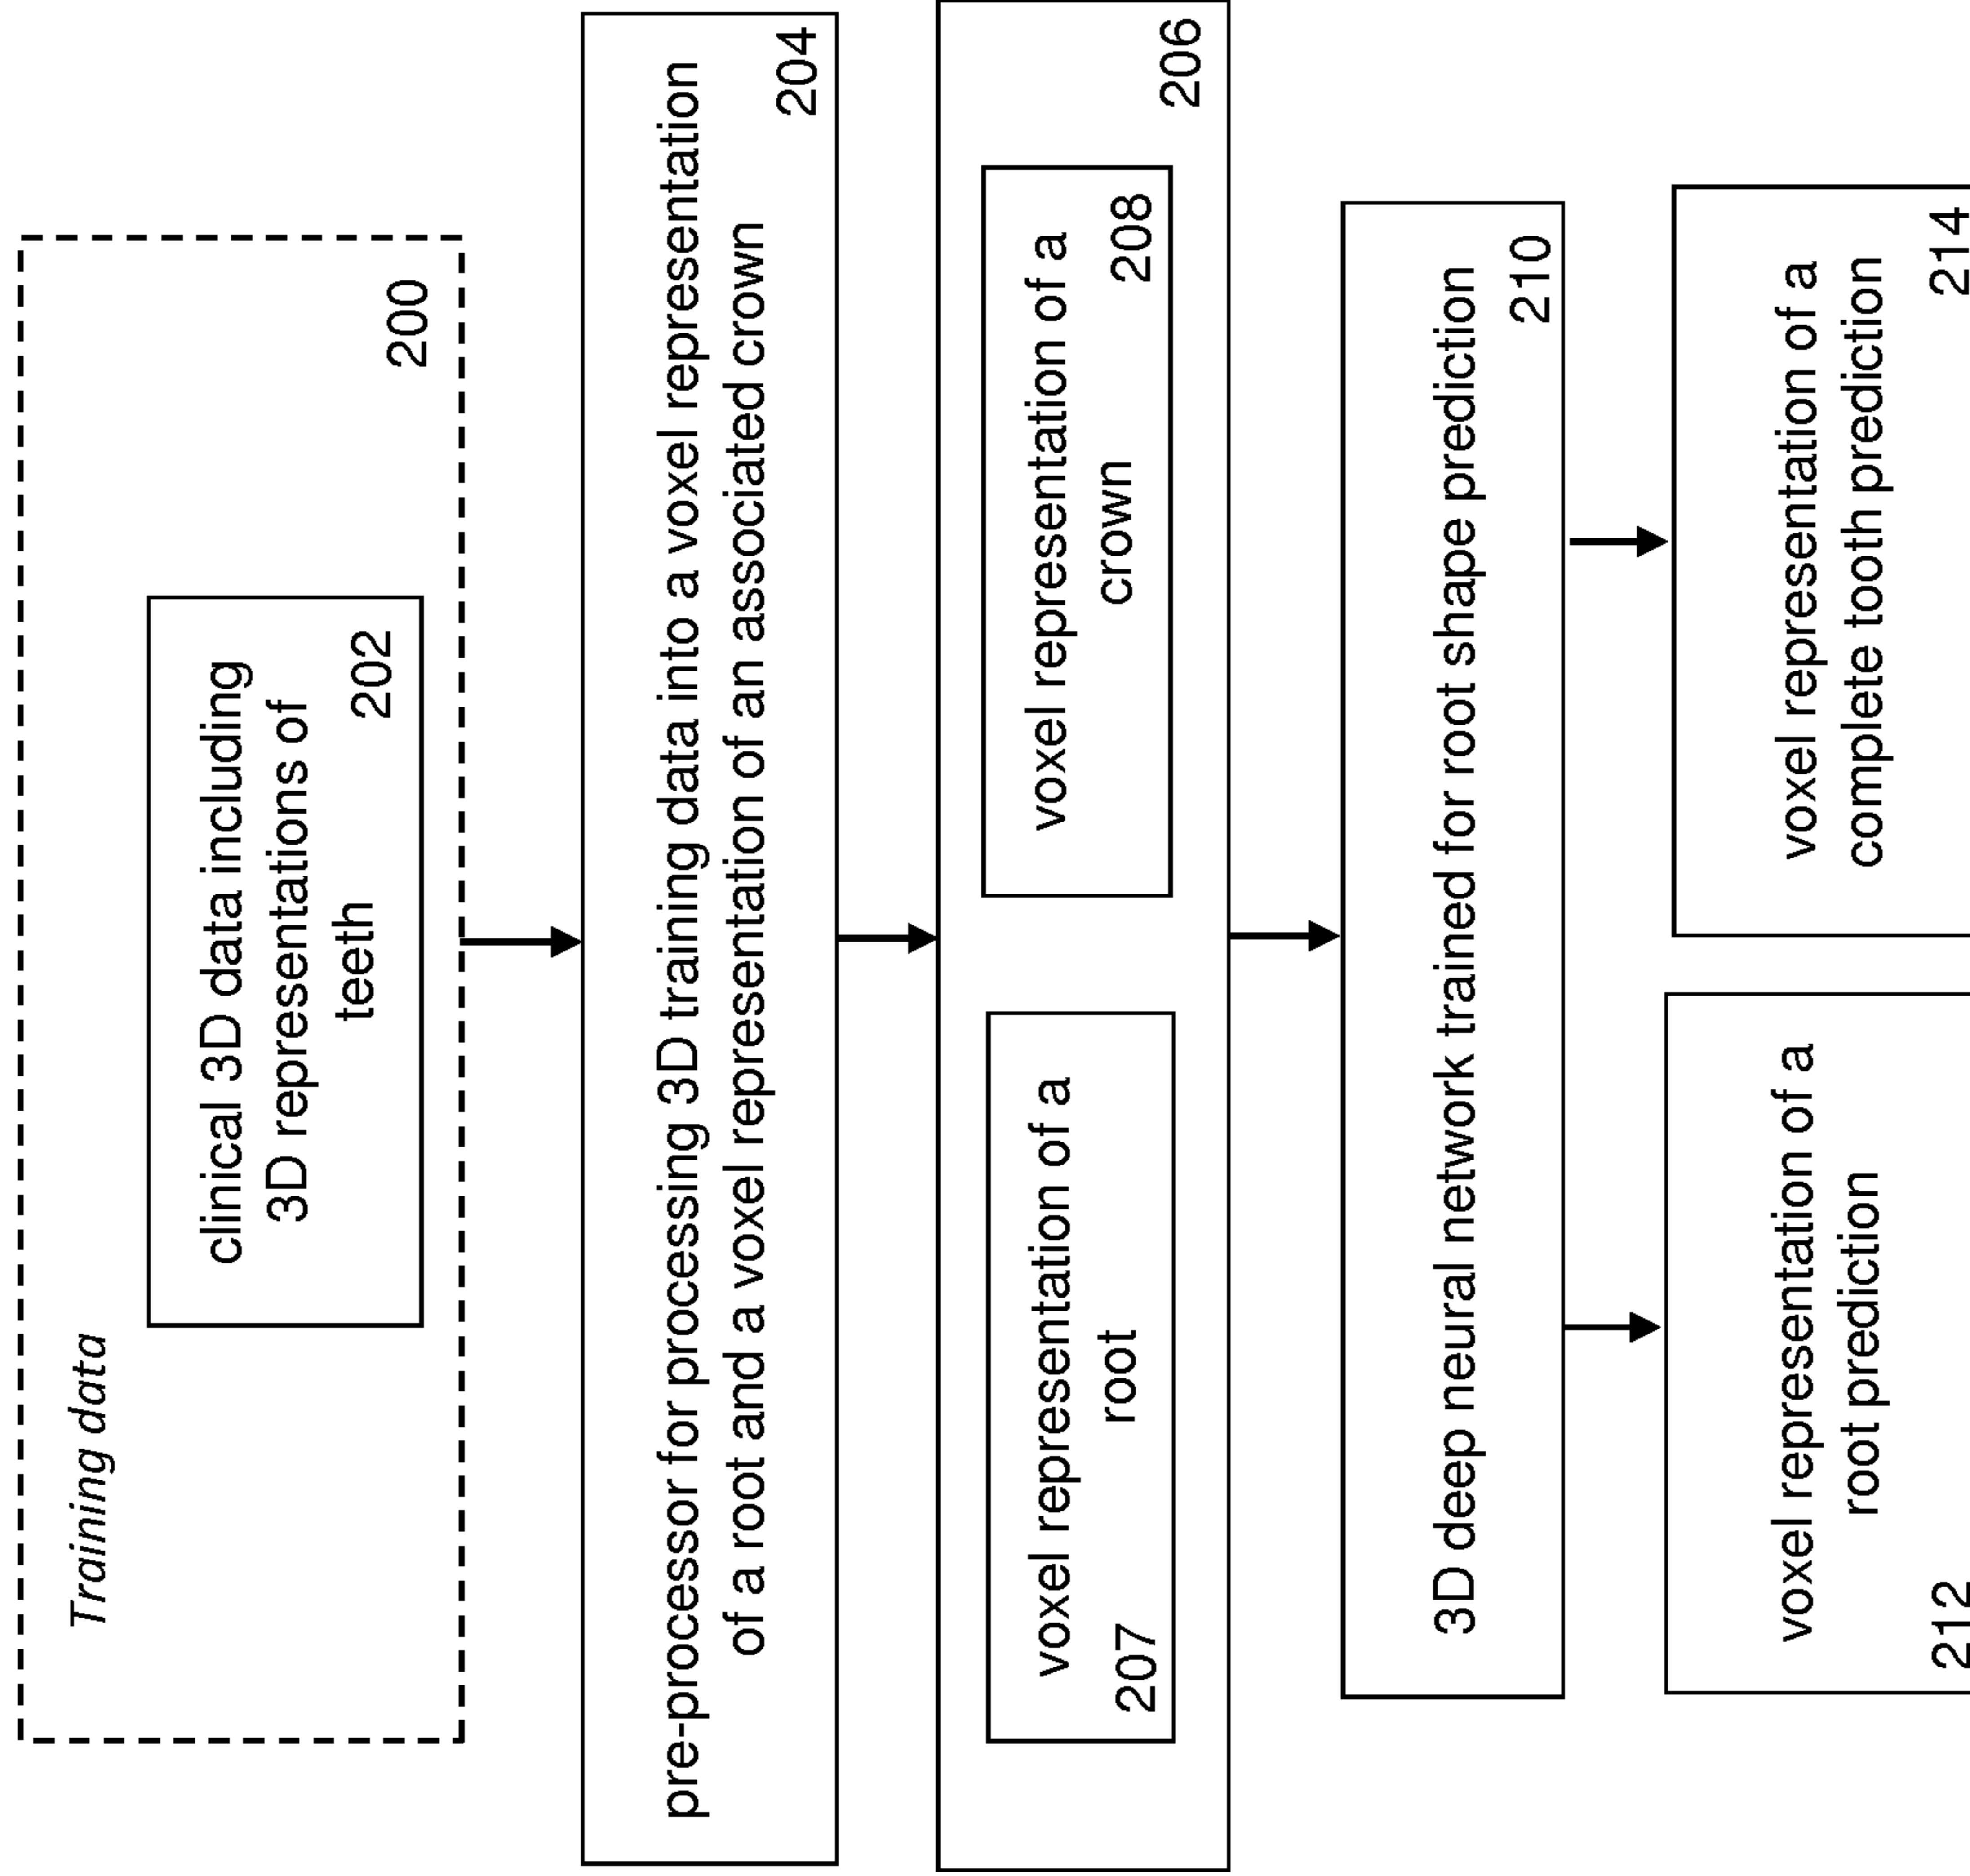 Training data
clinical 3D data including
3D representations of
teeth
202
200
pre-processor for processing 3D training data into a voxel representation
of a root and a voxel representation of an associated crown
204
voxel representation of a
root
207
voxel representation of a
crown
208
206
3D deep neural network trained for root shape prediction
210
voxel representation of a
root prediction
212
voxel representation of a
complete tooth prediction
214